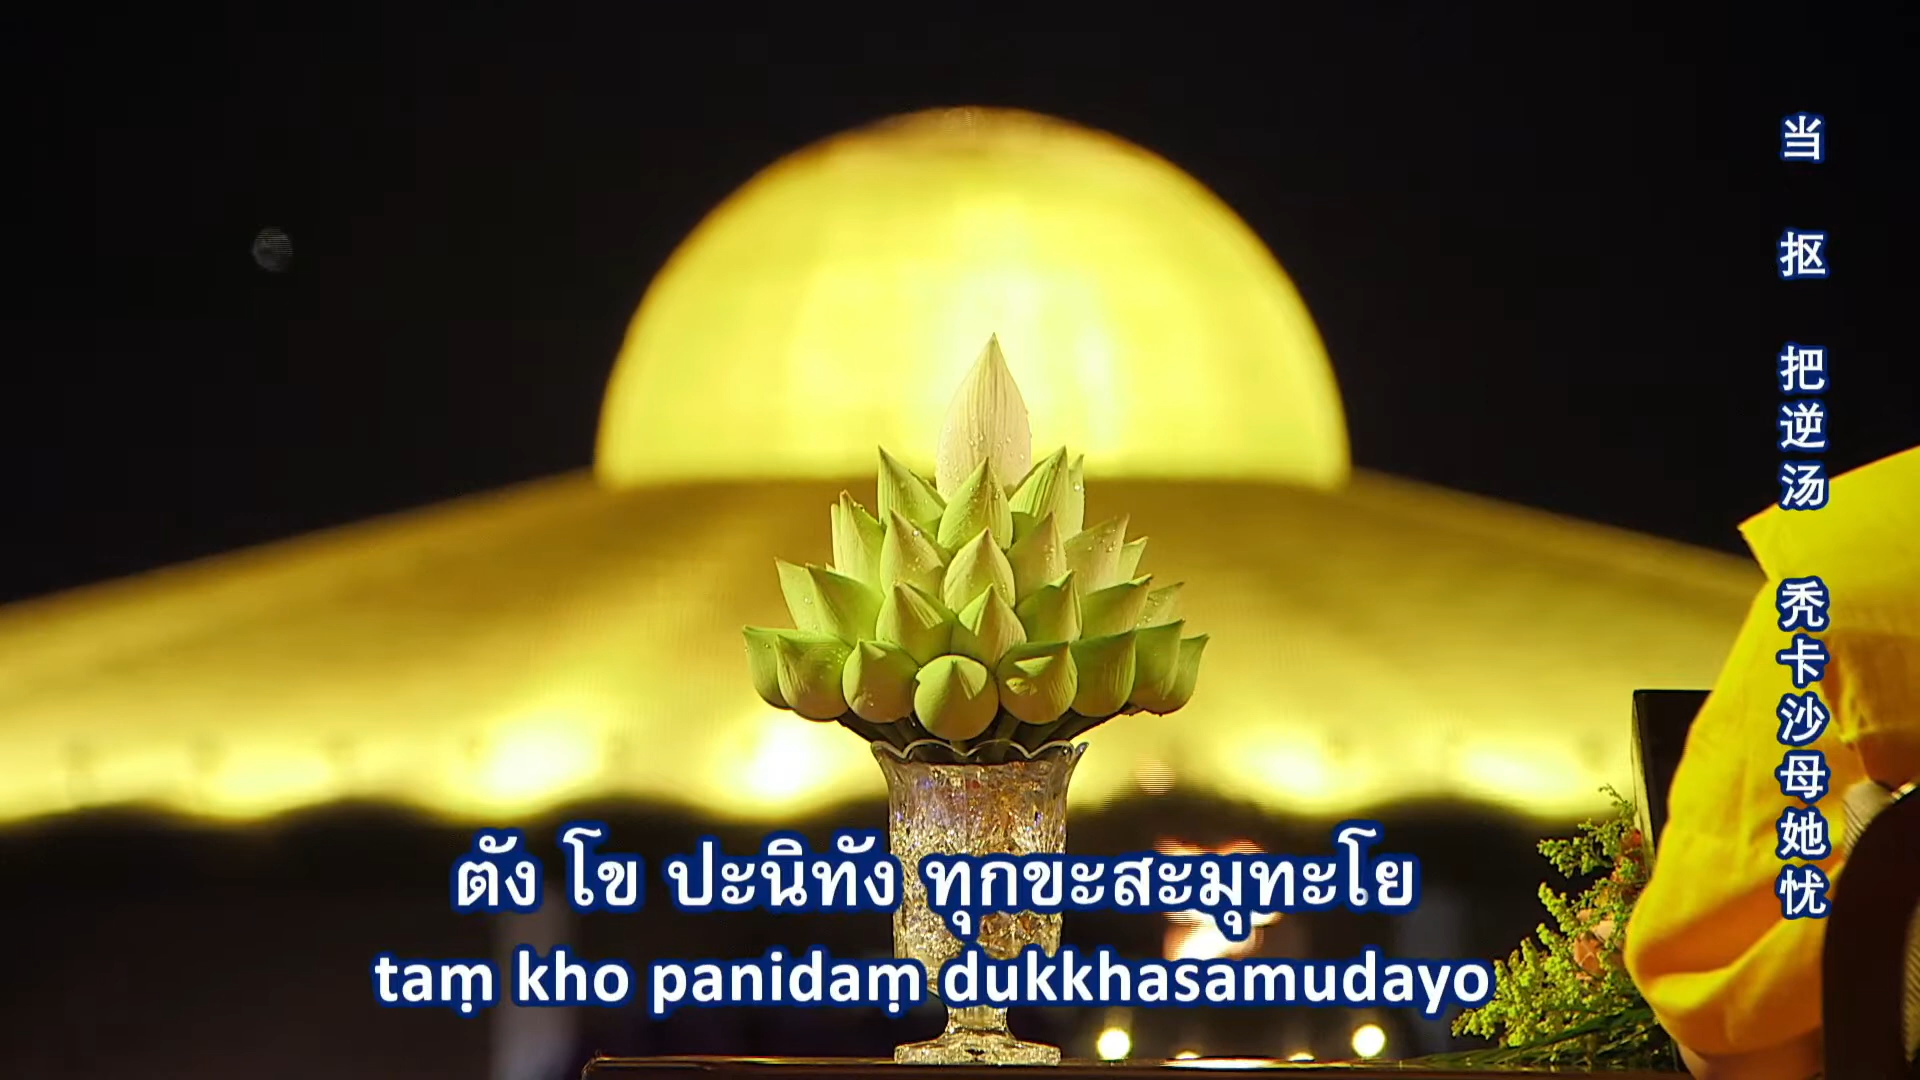 当 抠 把逆汤 秃卡沙母她忧
ตัง โข ปะนิทัง ทุกขะสะมุทะโย
taṃ kho panidaṃ dukkhasamudayo